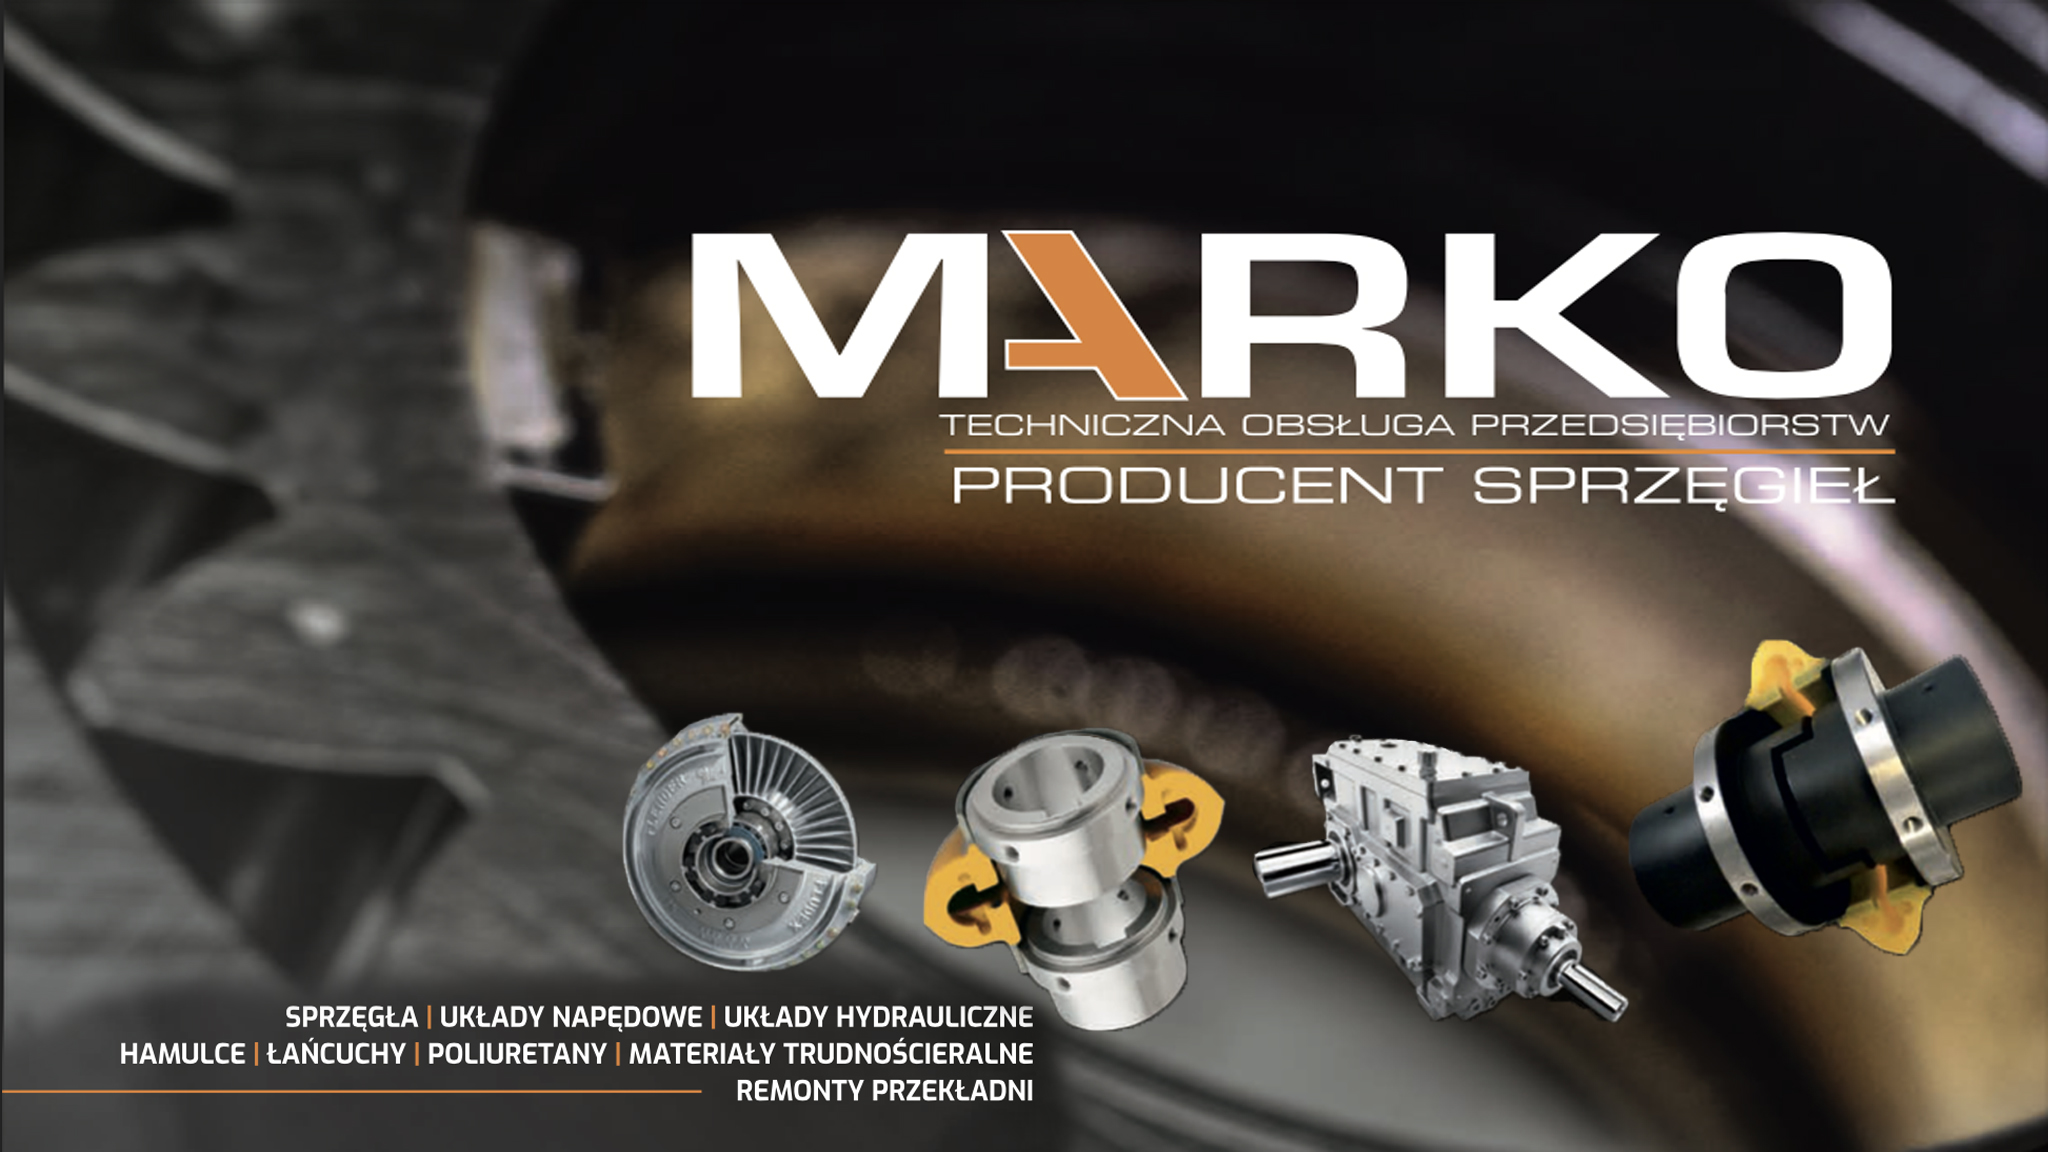 MARKO
TECHNICZNA OBSŁUGA PRZEDSIĘBIORSTW
PRODUCENT SPRZĘGIEŁ
SPRZĘGŁA | UKŁADY NAPĘDOWE | UKŁADY HYDRAULICZNE
HAMULCE | ŁAŃCUCHY | POLIURETANY | MATERIAŁY TRUDNOŚCIERALNE
REMONTY PRZEKŁADNI